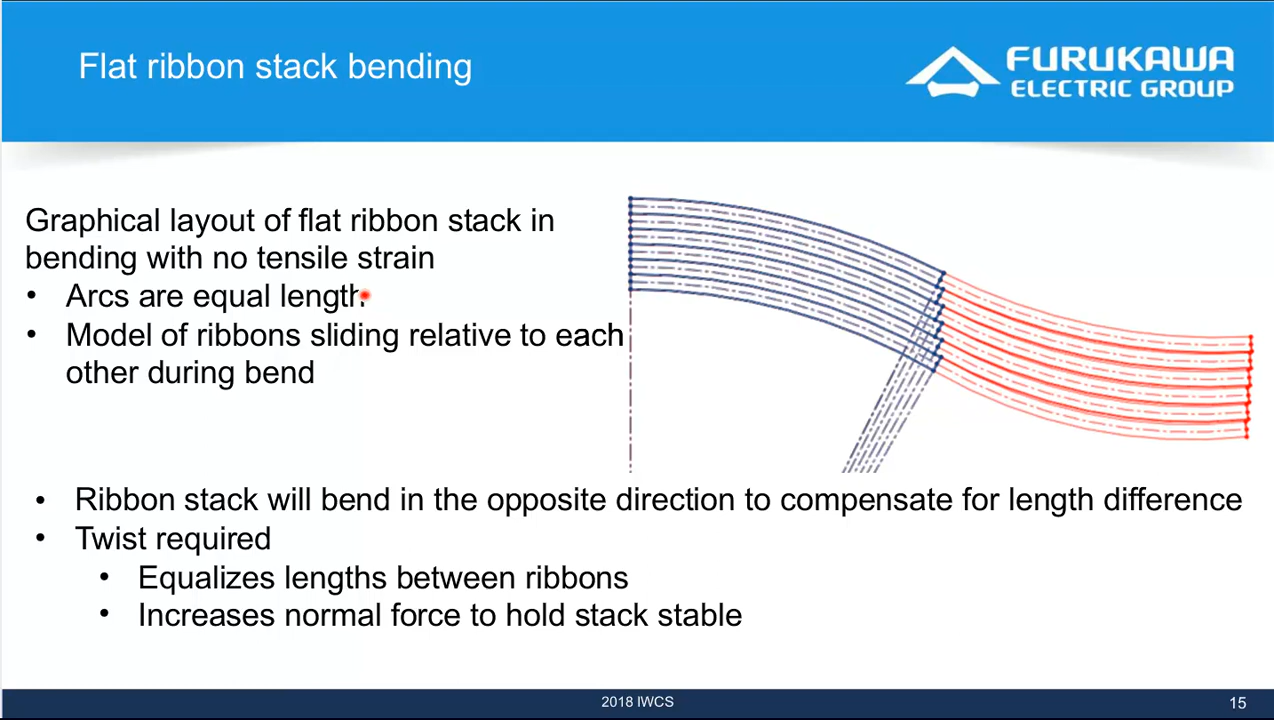 Flat ribbon stack bending
FURUKAWA
ELECTRIC GROUP
Graphical layout of flat ribbon stack in
bending with no tensile strain
• Arcs are equal length
• Model of ribbons sliding relative to each
other during bend
• Ribbon stack will bend in the opposite direction to compensate for length difference
• Twist required
• Equalizes lengths between ribbons
• Increases normal force to hold stack stable
2018 IWCS
15